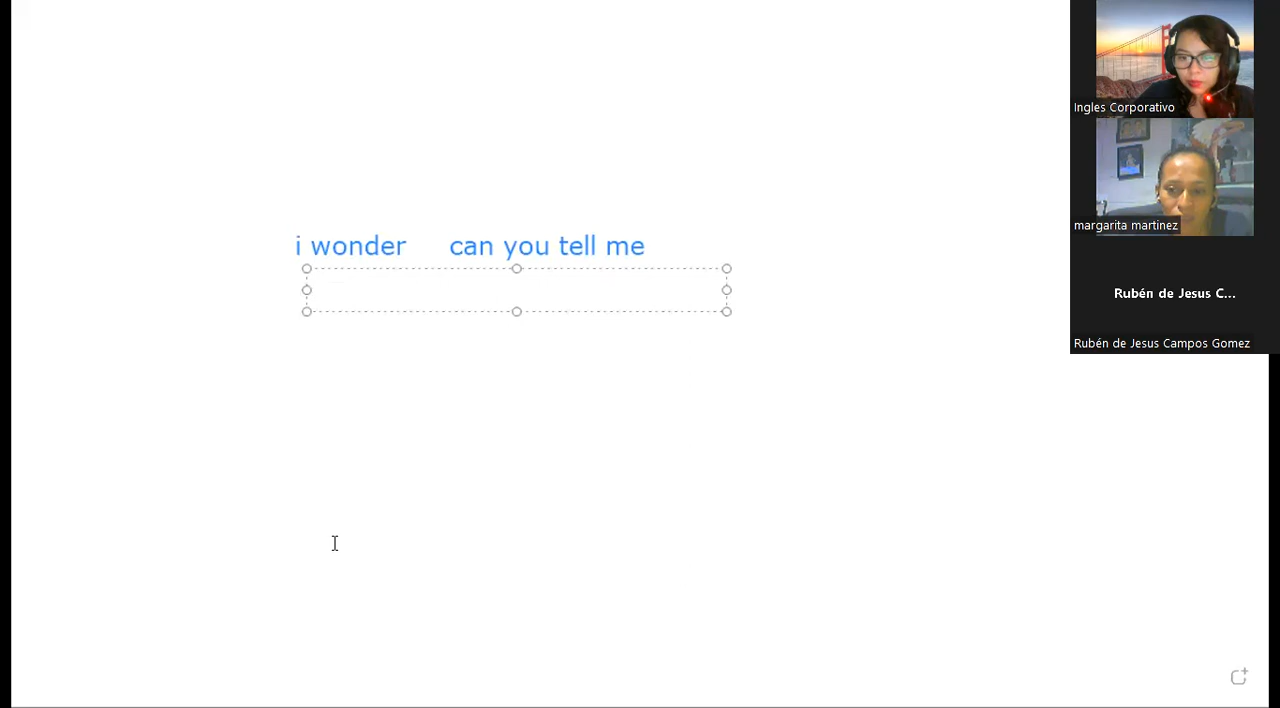 Ingles Corporativo
margarita martinez
i wonder can you tell me
Rubén de Jesus C...
Rubén de Jesus Campos Gomez